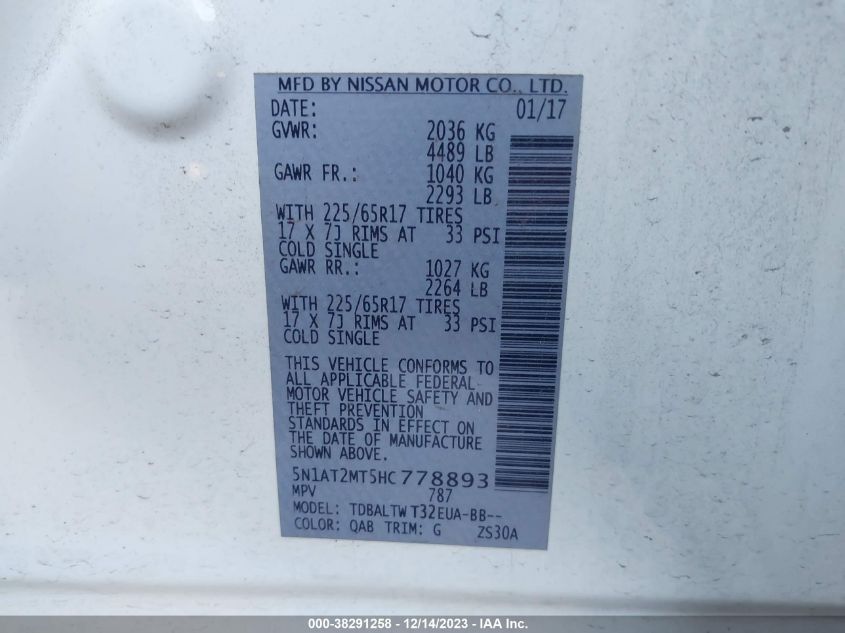 MFD BY NISSAN MOTOR CO., LTD.
DATE: 01/17
GVWR: 2036 KG
4489 LB
GAWR FR.: 1040 KG
2293 LB
WITH 225/65R17 TIRES
17 X 7J RIMS AT 33 PSI
COLD SINGLE
GAWR RR.: 1027 KG
2264 LB
WITH 225/65R17 TIRES
17 X 7J RIMS AT 33 PSI
COLD SINGLE
THIS VEHICLE CONFORMS TO
ALL APPLICABLE FEDERAL
MOTOR VEHICLE SAFETY AND
THEFT PREVENTION
STANDARDS IN EFFECT ON
THE DATE OF MANUFACTURE
SHOWN ABOVE.
5N1AT2MT5HC778893
MPV 787
MODEL: TDBALTW T32EUA-BB--
COLOR: QAB TRIM: G ZS30A
000-38291258 - 12/14/2023 - IAA Inc.